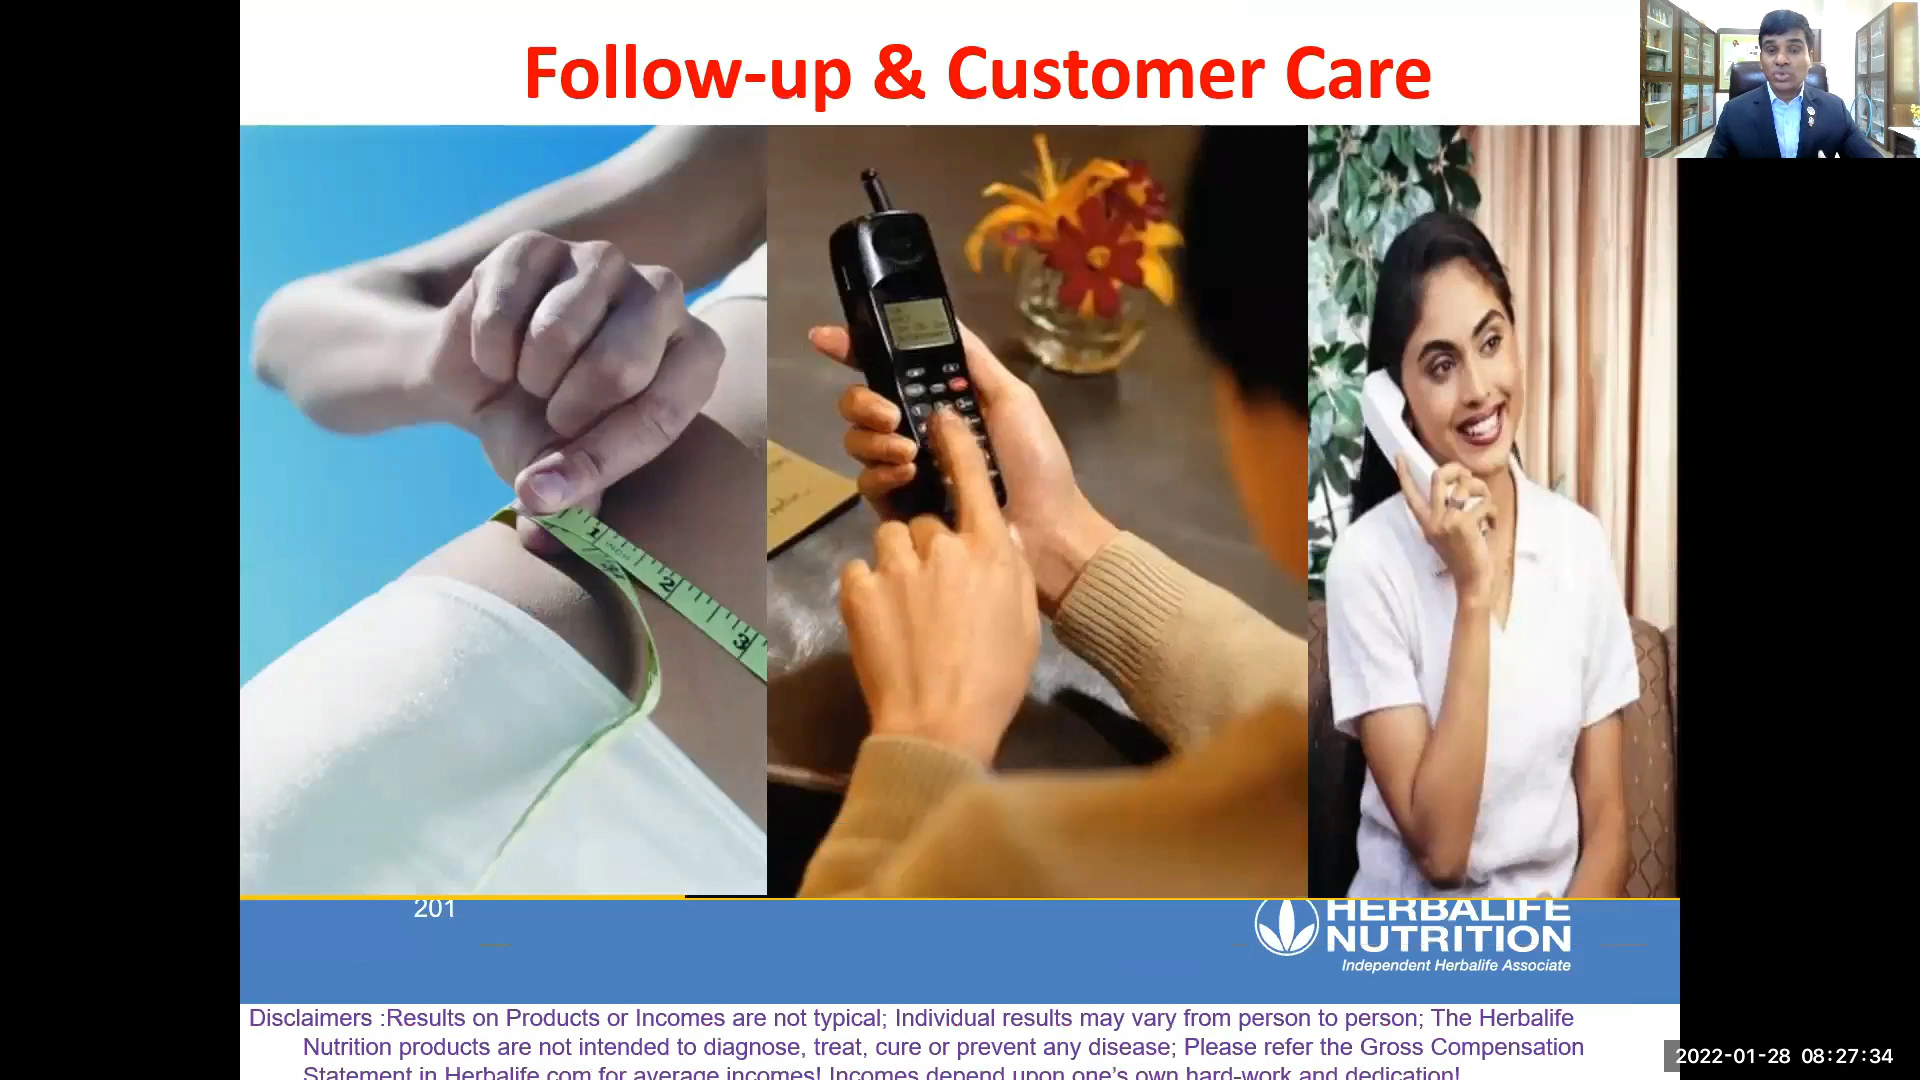 Follow-up & Customer Care
1
2
3
201
HERBALIFE
NUTRITION
Independent Herbalife Associate
Disclaimers :Results on Products or Incomes are not typical; Individual results may vary from person to person; The Herbalife
Nutrition products are not intended to diagnose, treat, cure or prevent any disease; Please refer the Gross Compensation
Statement in Herbalife.com for average incomes! Incomes depend upon one's own hard-work and dedication!
2022-01-28 08:27:34